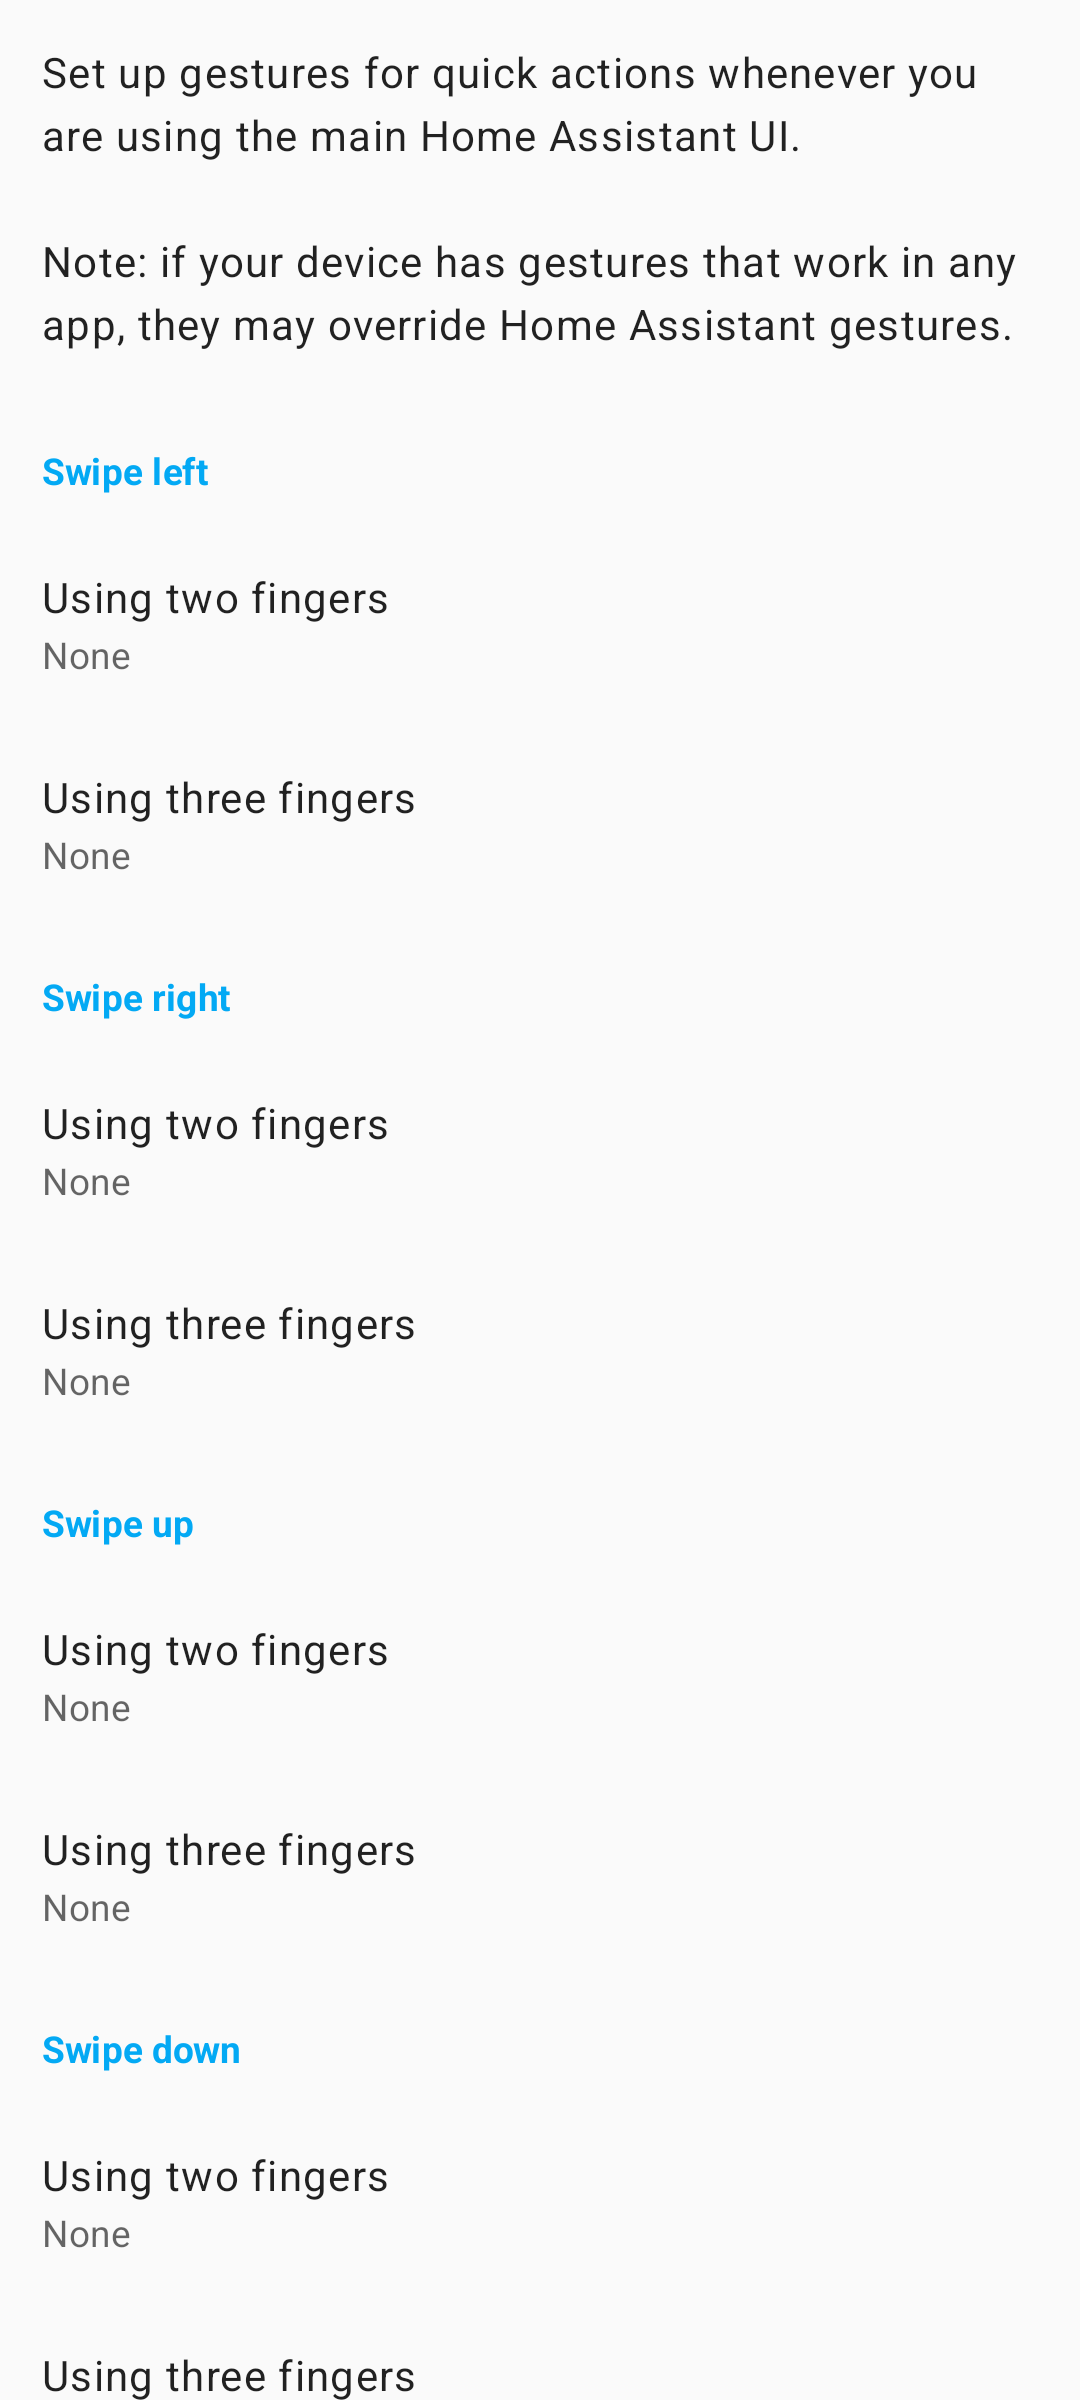 Set up gestures for quick actions whenever you
are using the main Home Assistant UI.
Note: if your device has gestures that work in any
app, they may override Home Assistant gestures.
Swipe left
Using two fingers
None
Using three fingers
None
Swipe right
Using two fingers
None
Using three fingers
None
Swipe up
Using two fingers
None
Using three fingers
None
Swipe down
Using two fingers
None
Using three fingers